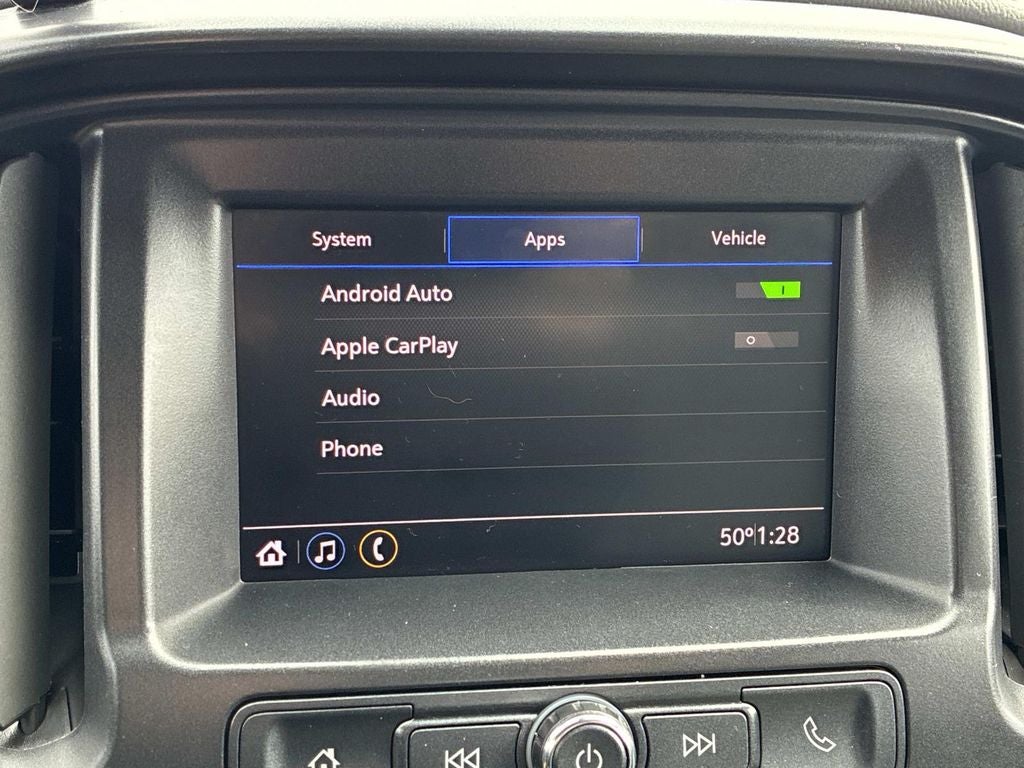 System Apps Vehicle
Android Auto
Apple CarPlay
Audio
Phone
50° 1:28